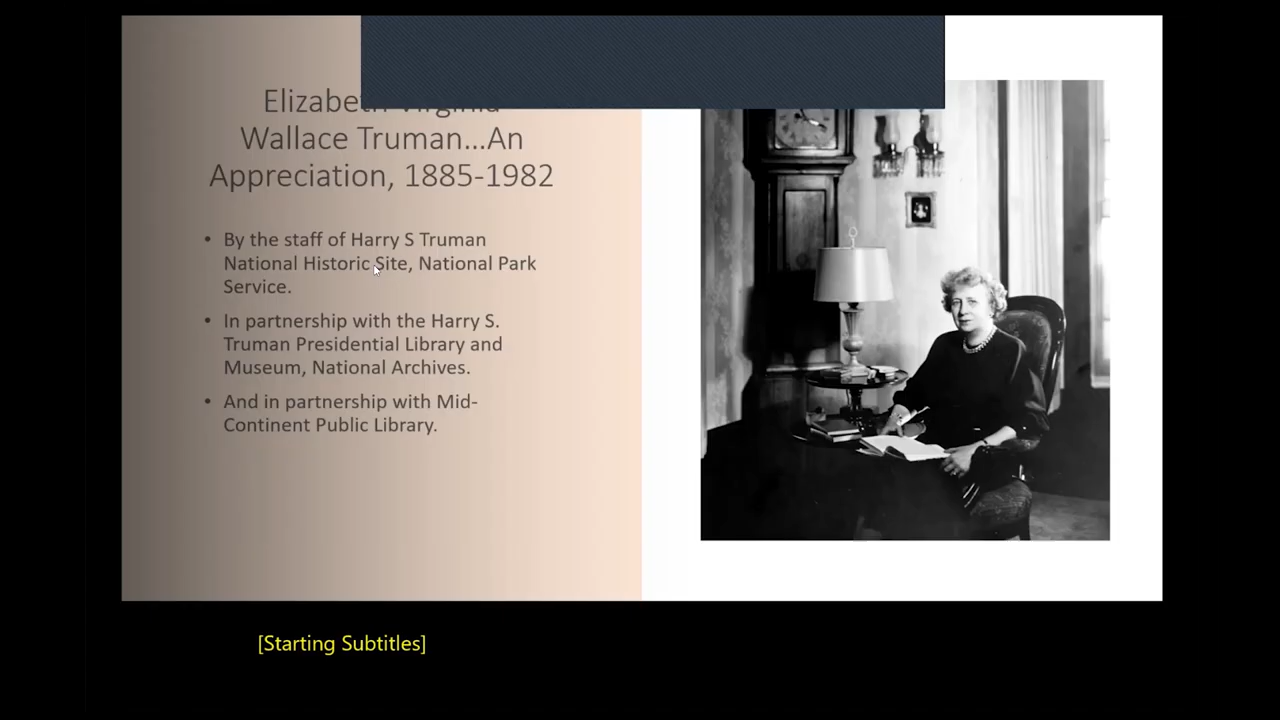 Elizabeth Virginia
Wallace Truman...An
Appreciation, 1885-1982
• By the staff of Harry S Truman
National Historic Site, National Park
Service.
• In partnership with the Harry S.
Truman Presidential Library and
Museum, National Archives.
• And in partnership with Mid-
Continent Public Library.
[Starting Subtitles]